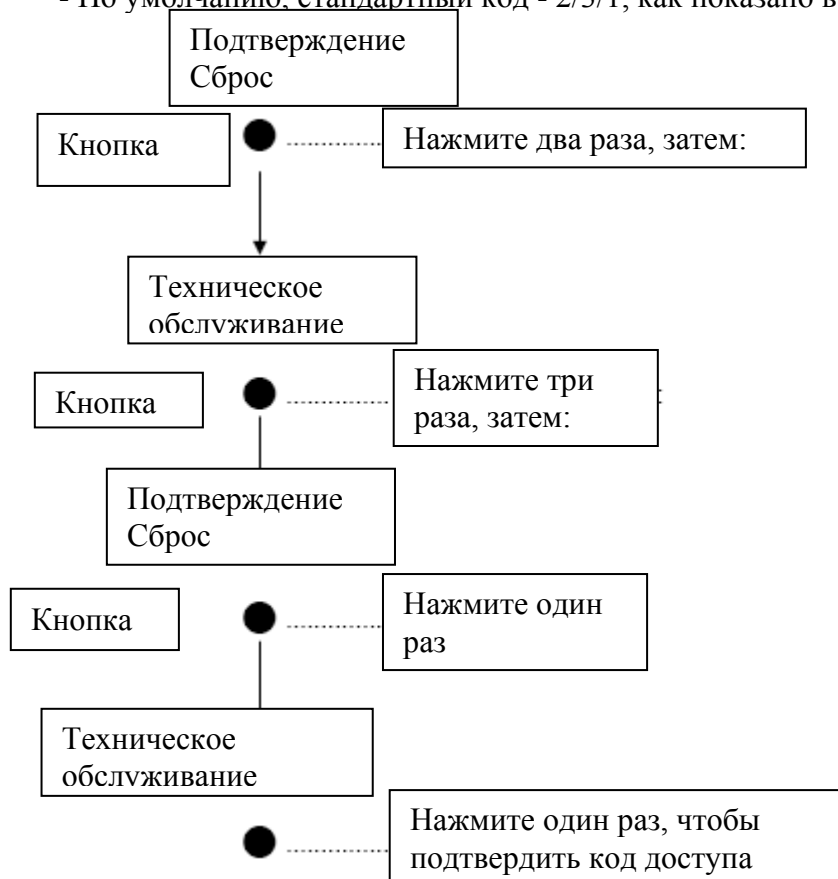 - По умолчанию, стандартный код - 2/3/1, как показано в
Подтверждение
Сброс
Кнопка
Нажмите два раза, затем:
Техническое
обслуживание
Кнопка
Нажмите три
раза, затем:
Подтверждение
Сброс
Кнопка
Нажмите один
раз
Техническое
обслуживание
Нажмите один раз, чтобы
подтвердить код доступа